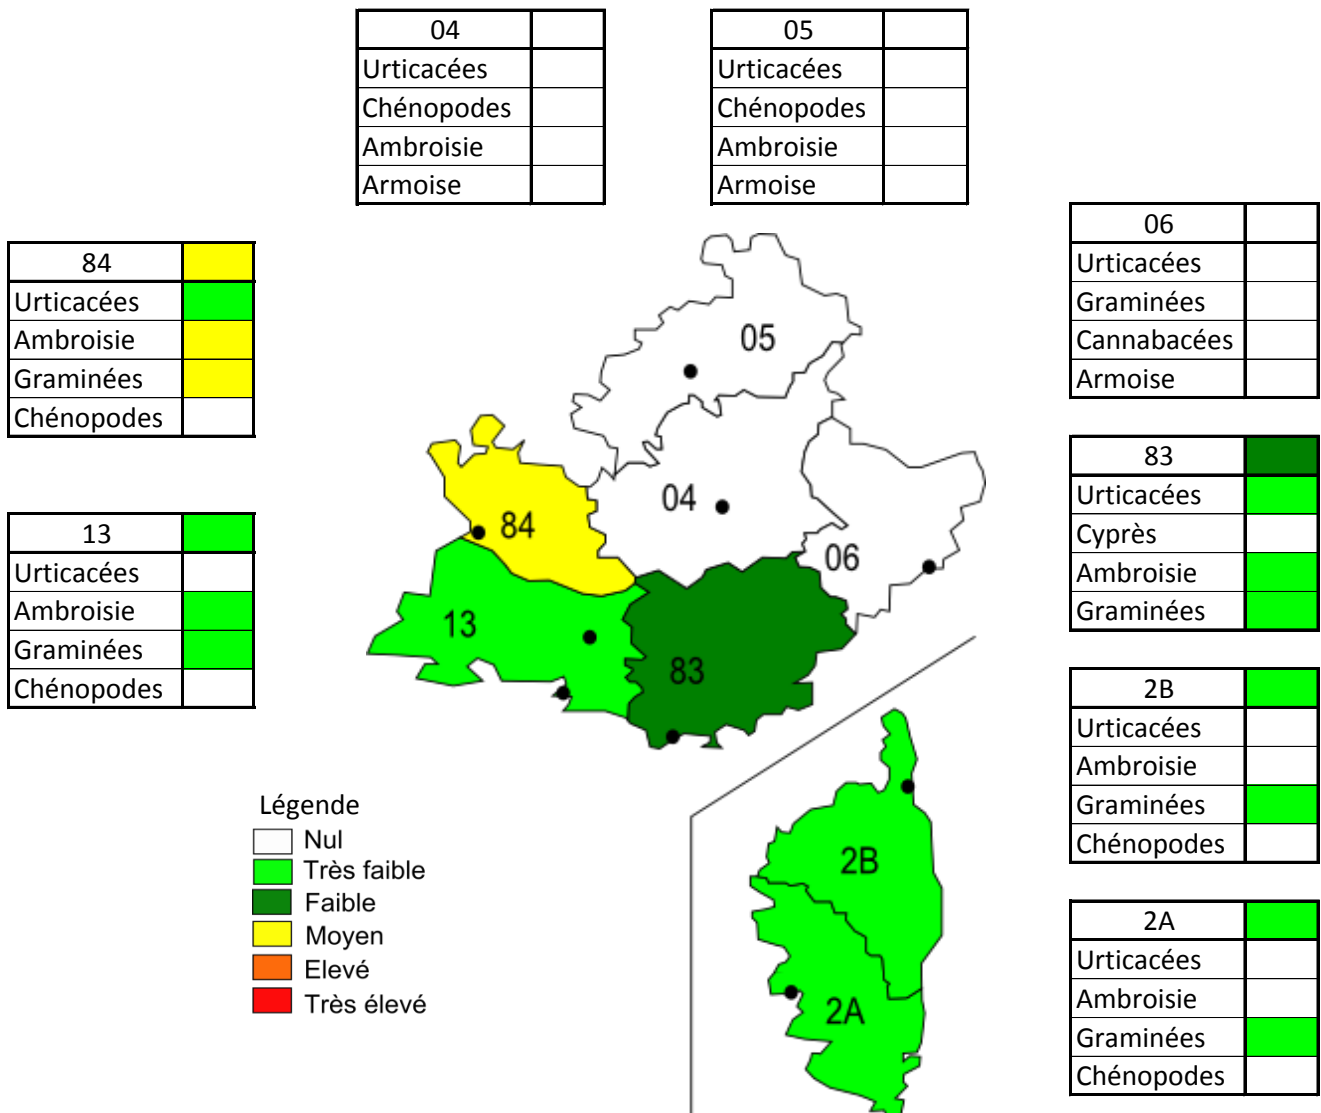 04
Urticacées
Chénopodes
Ambroisie
Armoise
05
Urticacées
Chénopodes
Ambroisie
Armoise
84
Urticacées
Ambroisie
Graminées
Chénopodes
13
Urticacées
Ambroisie
Graminées
Chénopodes
05
04
84
06
13
83
2B
2A
06
Urticacées
Graminées
Cannabacées
Armoise
83
Urticacées
Cyprès
Ambroisie
Graminées
2B
Urticacées
Ambroisie
Graminées
Chénopodes
2A
Urticacées
Ambroisie
Graminées
Chénopodes
Légende
Nul
Très faible
Faible
Moyen
Elevé
Très élevé